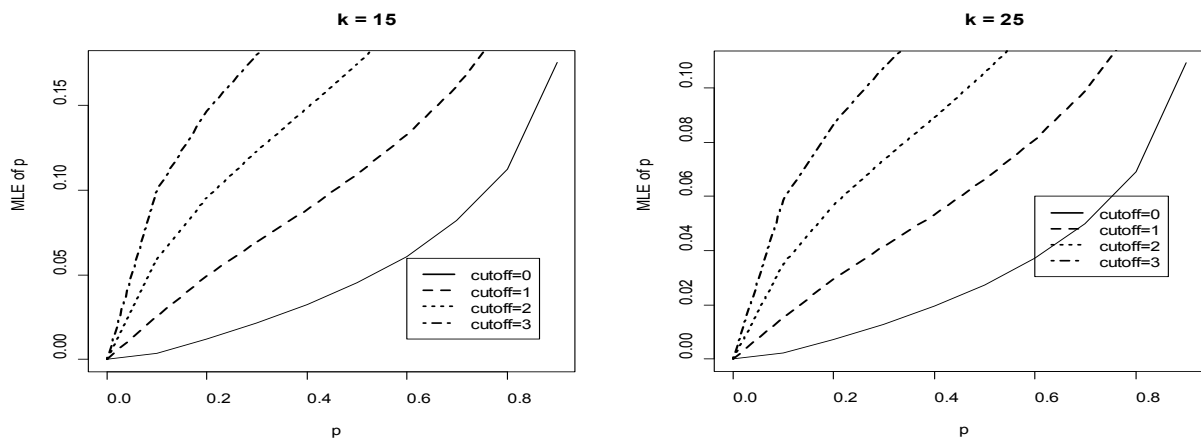 k = 15
MLE of p
0.15
0.10
0.05
0.00
0.0 0.2 0.4 0.6 0.8
p
cutoff=0
cutoff=1
cutoff=2
cutoff=3
k = 25
MLE of p
0.10
0.08
0.06
0.04
0.02
0.00
0.0 0.2 0.4 0.6 0.8
p
cutoff=0
cutoff=1
cutoff=2
cutoff=3